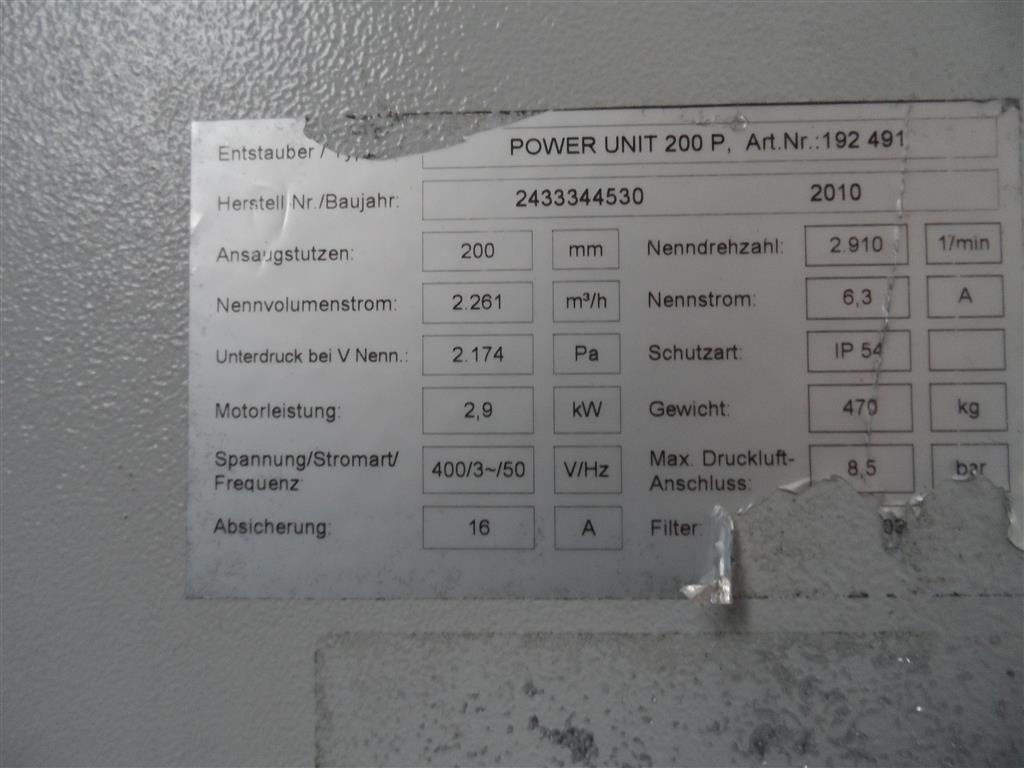 Entstauber / POWER UNIT 200 P, Art.Nr.:192 491
Herstell Nr./Baujahr: 2433344530 2010
Ansaugstutzen: 200 mm Nenndrehzahl: 2.910 1/min
Nennvolumenstrom: 2.261 m³/h Nennstrom: 6,3 A
Unterdruck bei V Nenn.: 2.174 Pa Schutzart: IP 54
Motorleistung: 2,9 kW Gewicht: 470 kg
Spannung/Stromart/ Frequenz 400/3~/50 V/Hz Max. Druckluft- Anschluss: 8,5 bar
Absicherung: 16 A Filter: